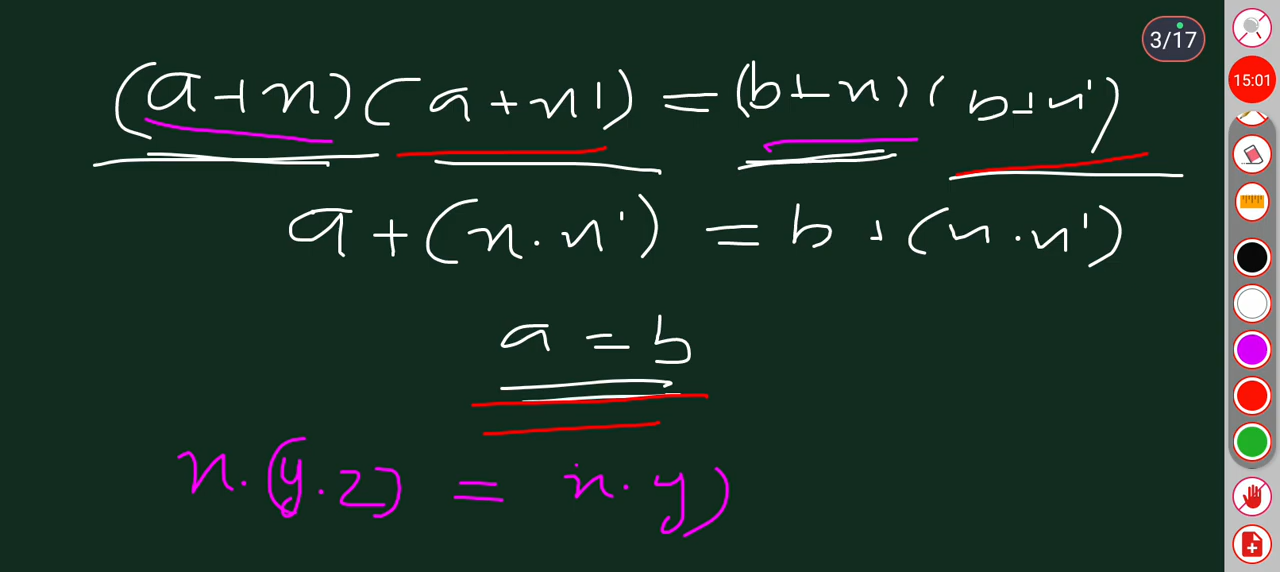 3/17
15:01
(a+x)(a+x') = (b+x)(b+x')
a+(x.x') = b+(x.x')
a = b
x.(y.z) = x.y)